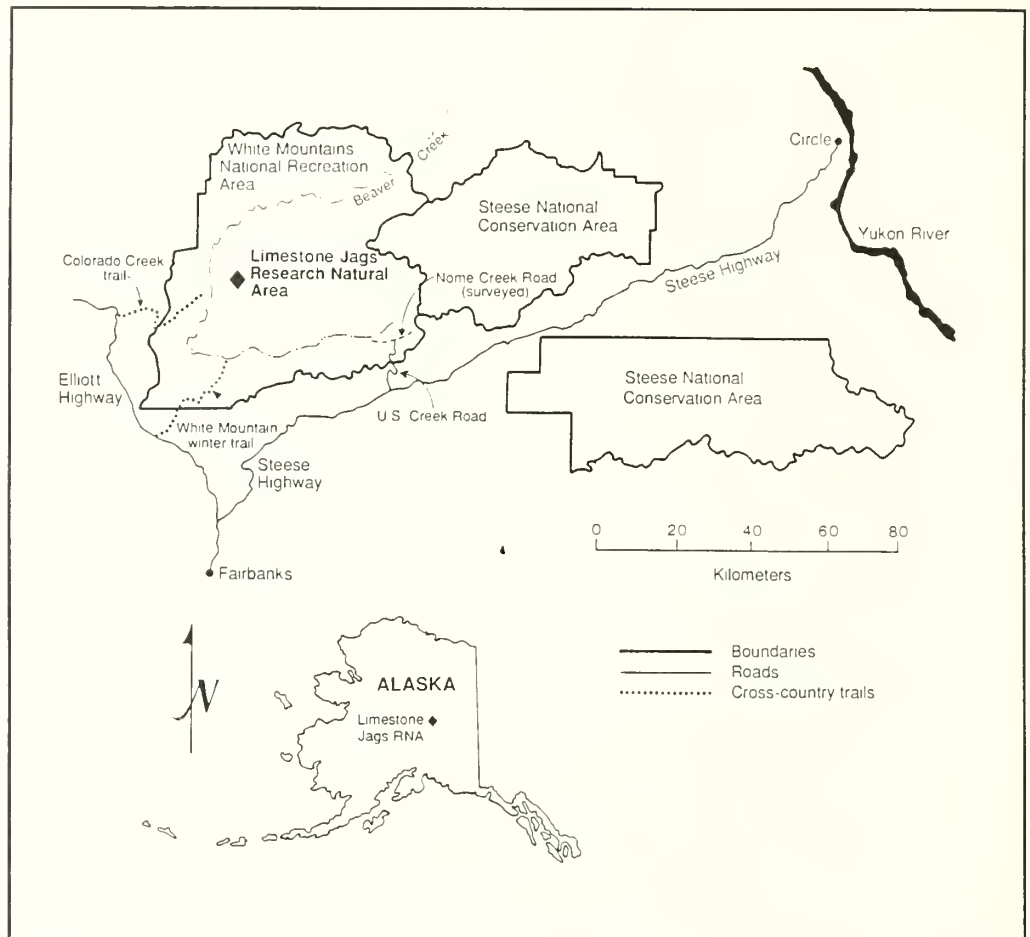 White Mountains
National Recreation
Area
Beaver
Creek
Steese National
Conservation Area
Circle
Yukon River
Steese Highway
Colorado Creek
trail
Limestone Jags
Research Natural
Area
Nome Creek Road
(surveyed)
Elliott
Highway
White Mountain
winter trail
U.S. Creek Road
Steese National
Conservation Area
Steese
Highway
Fairbanks
0 20 40 60 80
Kilometers
N
ALASKA
Limestone
Jags RNA
Boundaries
Roads
Cross-country trails